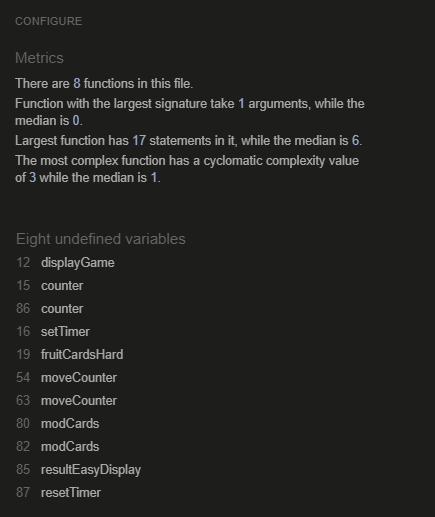 CONFIGURE
Metrics
There are 8 functions in this file.
Function with the largest signature take 1 arguments, while the
median is 0.
Largest function has 17 statements in it, while the median is 6.
The most complex function has a cyclomatic complexity value
of 3 while the median is 1.
Eight undefined variables
12 displayGame
15 counter
86 counter
16 setTimer
19 fruitCardsHard
54 moveCounter
63 moveCounter
80 modCards
82 modCards
85 resultEasyDisplay
87 resetTimer